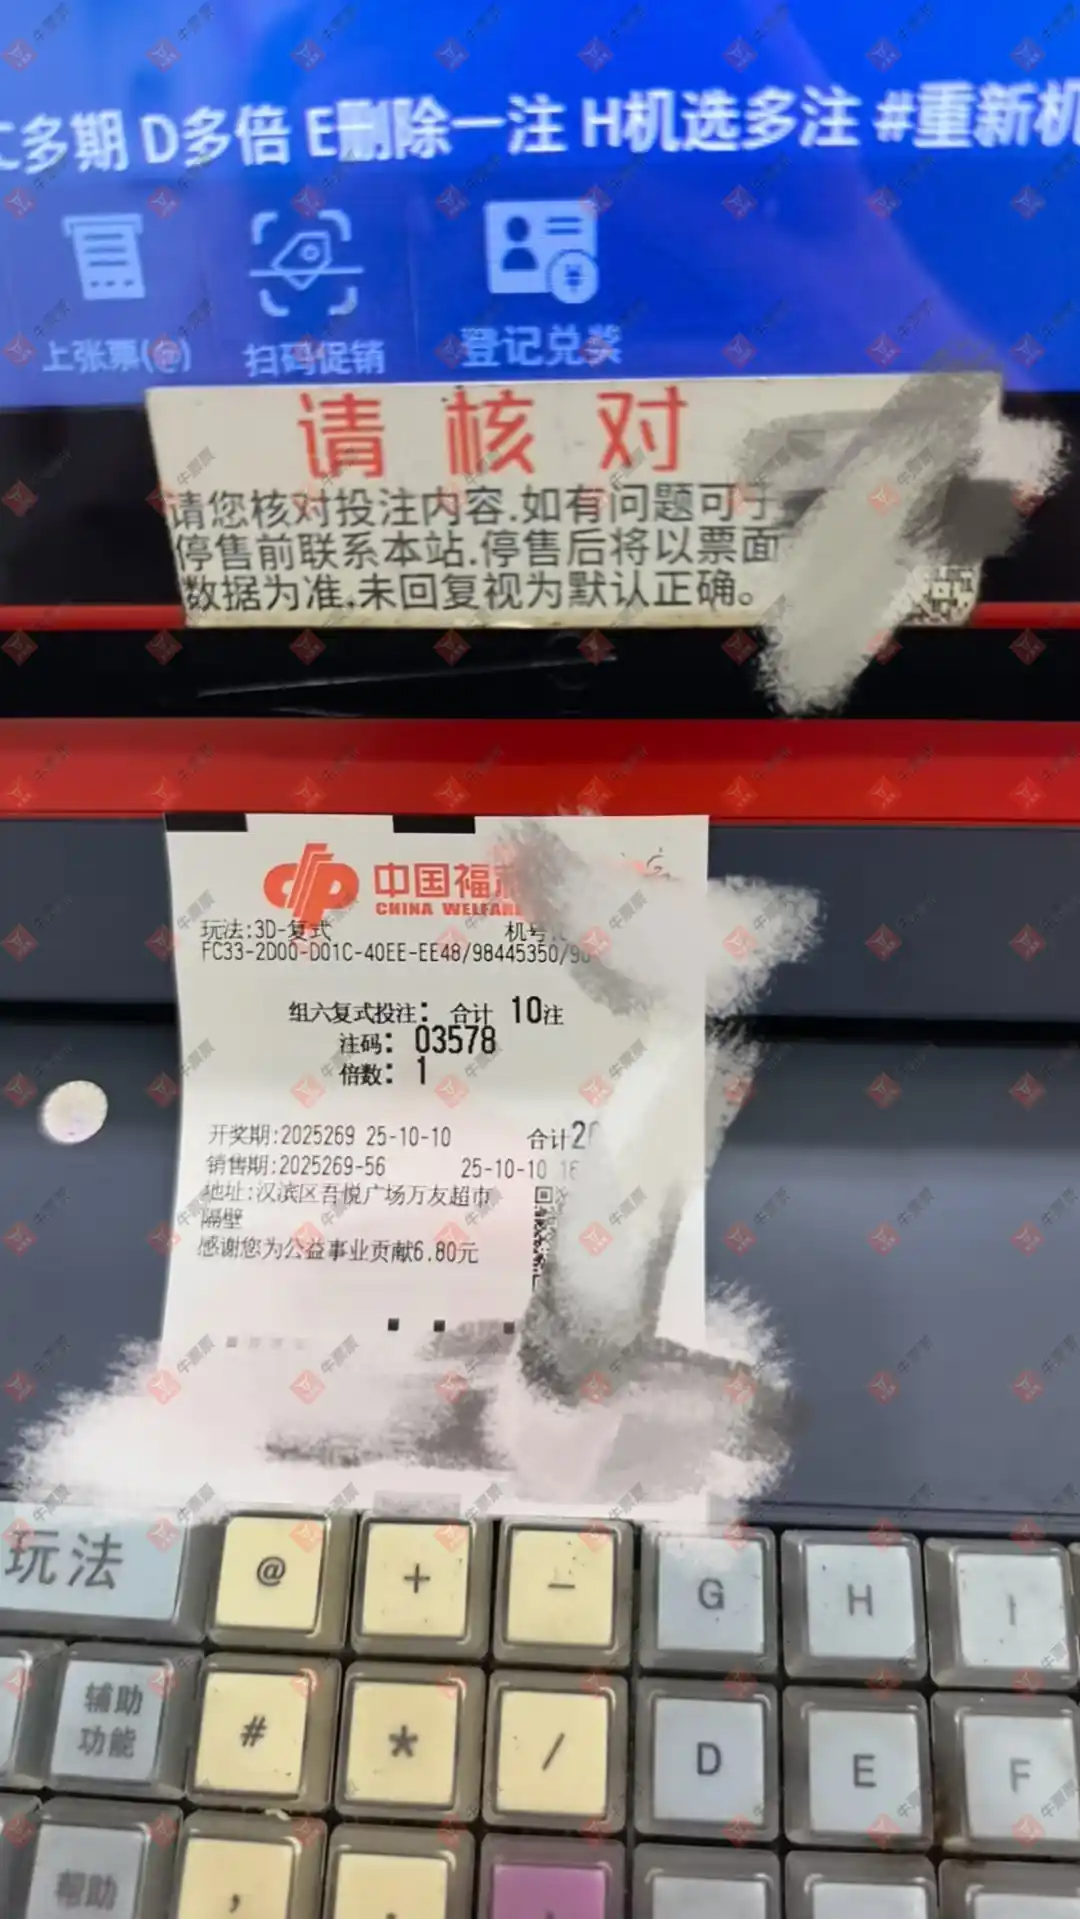 多期 D多倍 E删除一注 H机选多注 #重新机
上张票(@) 扫码促销 登记兑奖
请核对
请您核对投注内容.如有问题可于
停售前联系本站.停售后将以票面
数据为准,未回复视为默认正确。
中国福
CHINA WELFAR
玩法:3D-复式 机号:
FC33-2D00-D01C-40EE-EE48/98445350/9
组六复式投注: 合计 10注
注码: 03578
倍数: 1
开奖期:2025269 25-10-10 合计2
销售期:2025269-56 25-10-10 16
地址:汉滨区吾悦广场万友超市
隔壁
感谢您为公益事业贡献6.80元
玩法 @ + - G H I
辅助
功能 # * / D E F
帮助 ,
牛票票